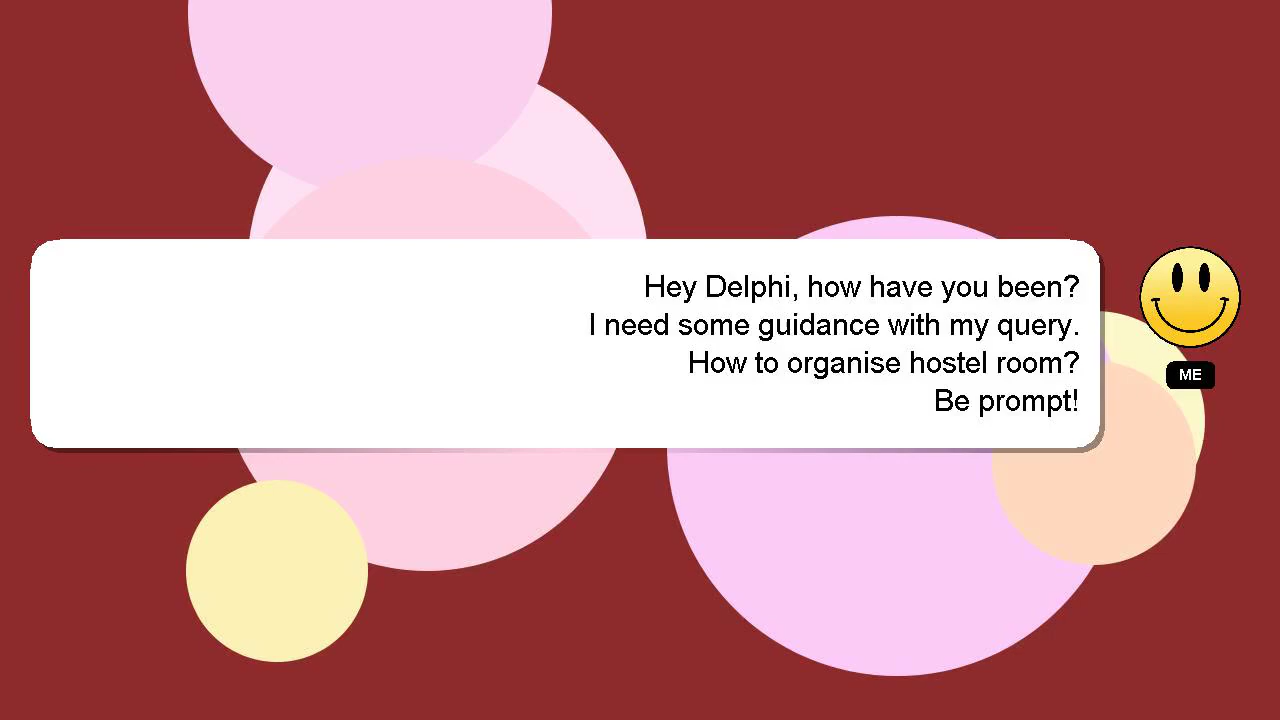 Hey Delphi, how have you been?
I need some guidance with my query.
How to organise hostel room?
Be prompt!
ME